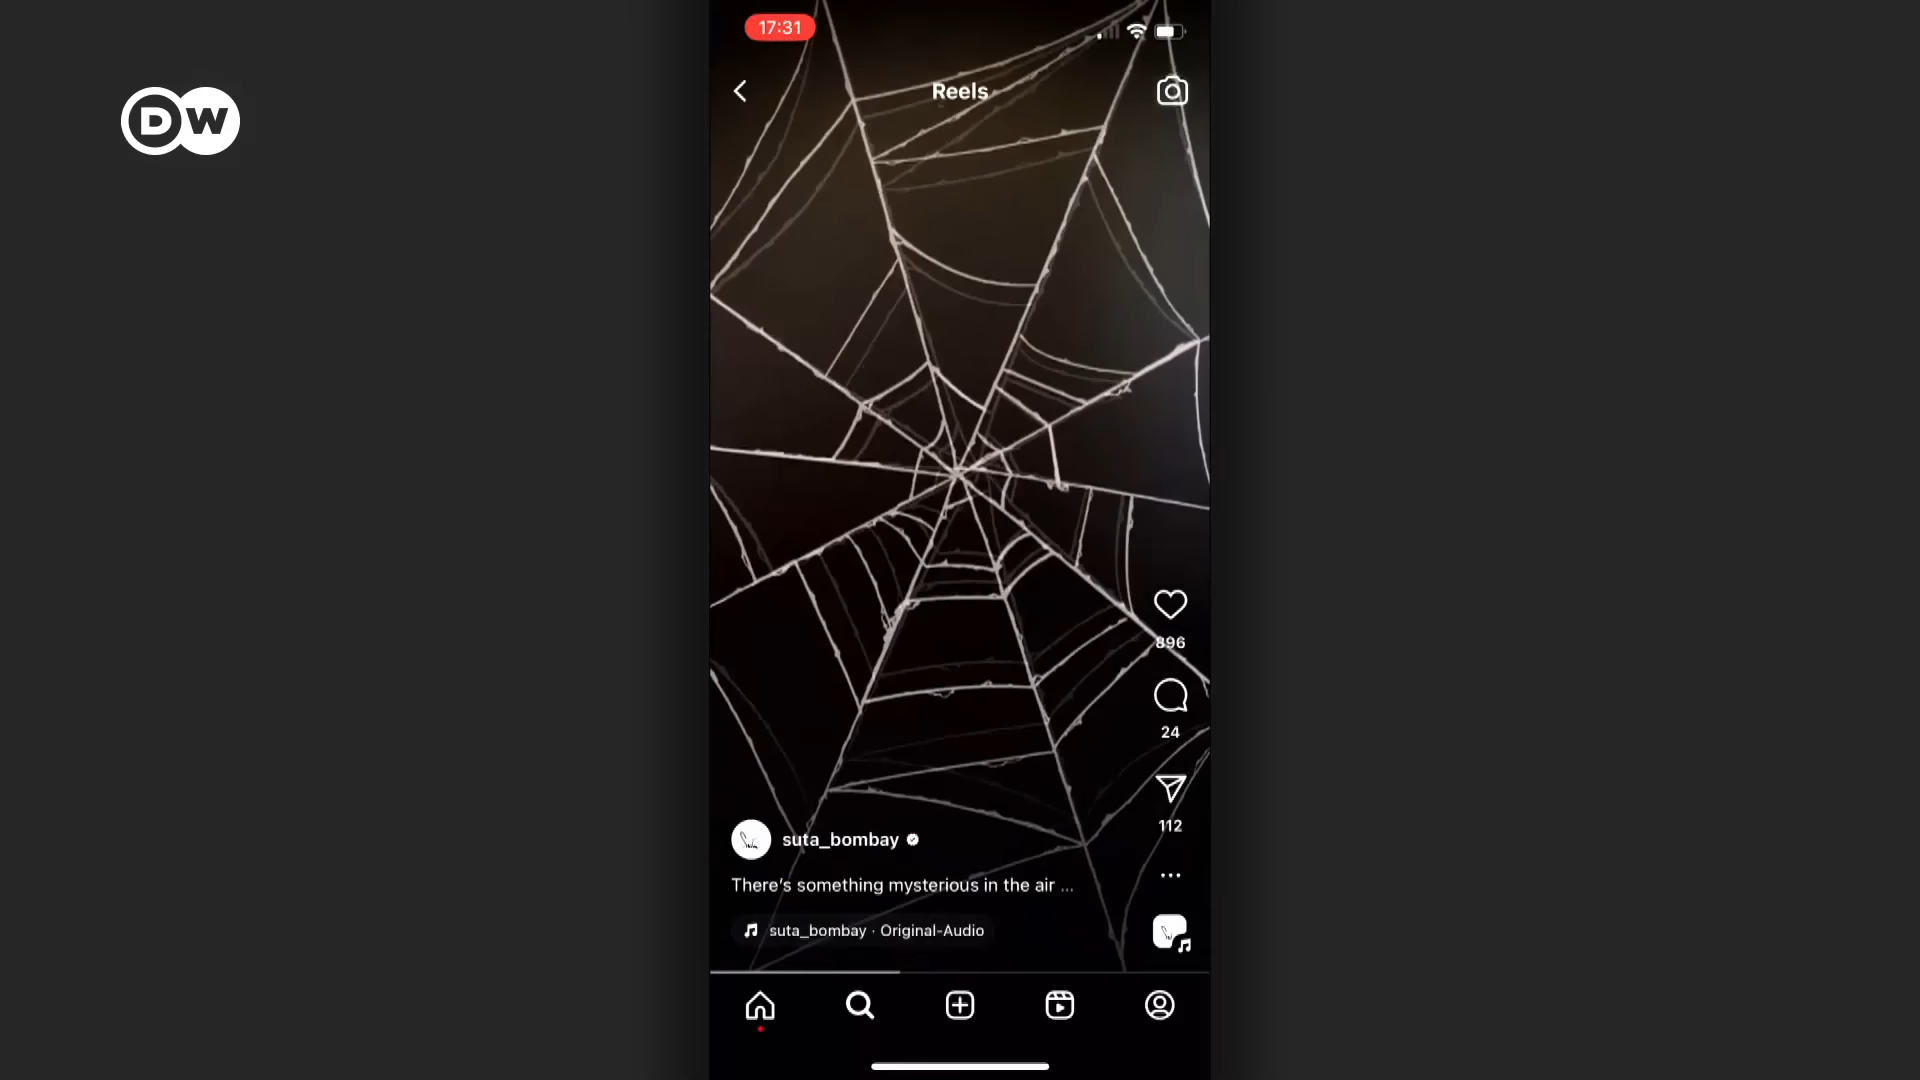 DW
17:31
Reels
896
24
112
suta_bombay
There's something mysterious in the air ...
suta_bombay · Original-Audio